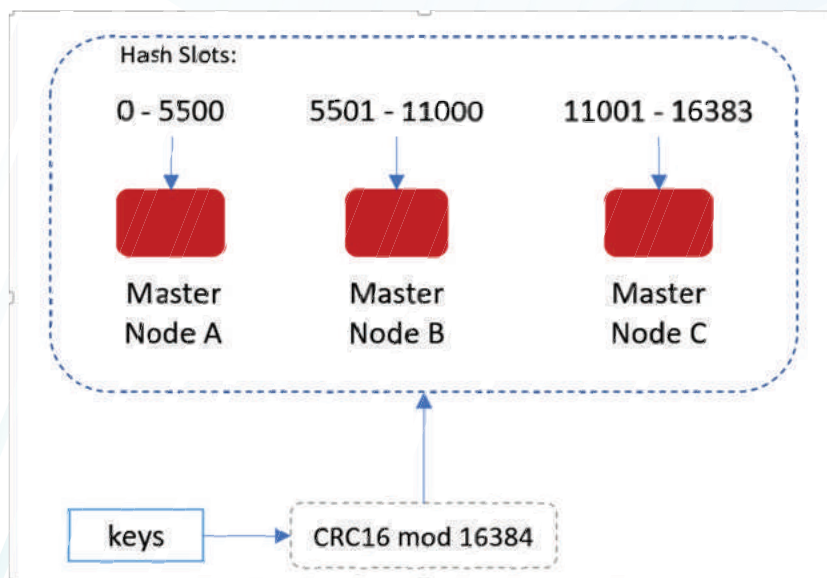 Hash Slots:
0 - 5500 5501 - 11000 11001 - 16383
Master Master Master
Node A Node B Node C
keys CRC16 mod 16384